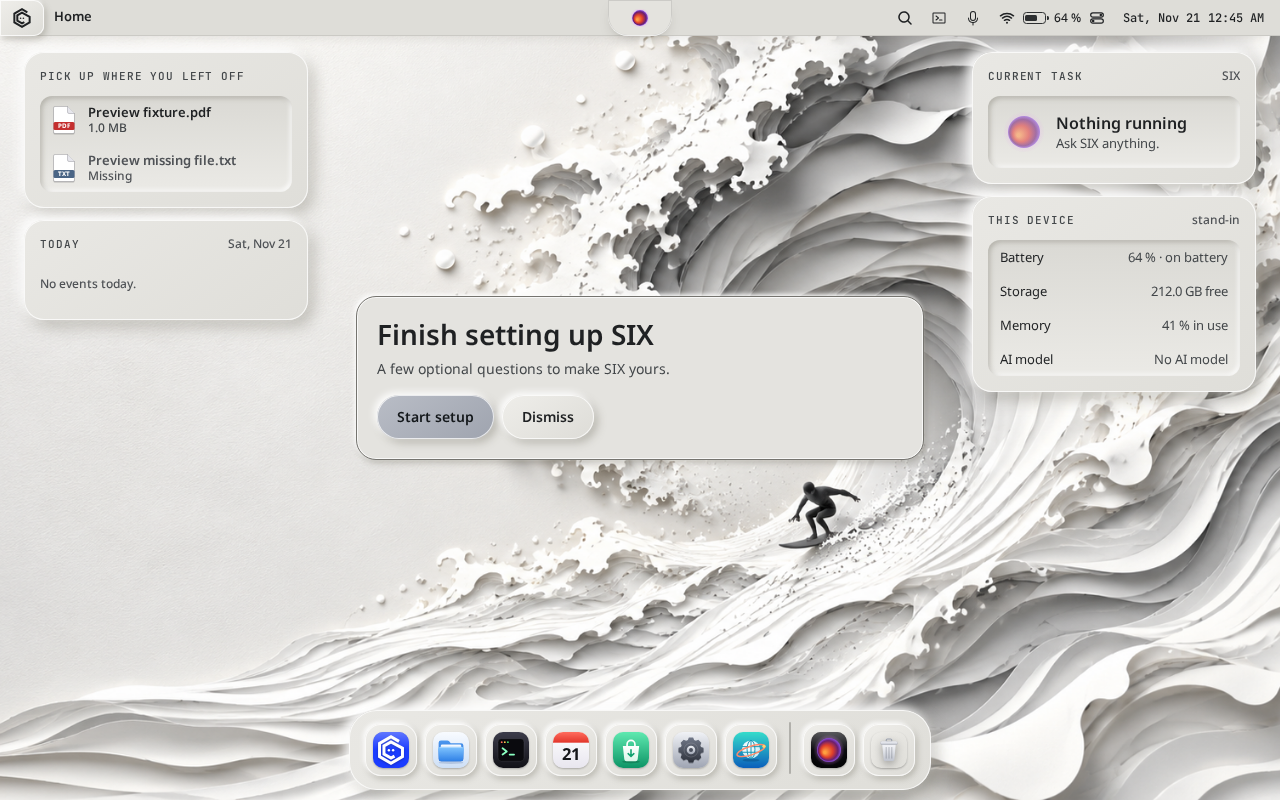 Home
64 %
Sat, Nov 21 12:45 AM
PICK UP WHERE YOU LEFT OFF
PDF
Preview fixture.pdf
1.0 MB
TXT
Preview missing file.txt
Missing
TODAY
Sat, Nov 21
No events today.
CURRENT TASK
SIX
Nothing running
Ask SIX anything.
THIS DEVICE
stand-in
Battery
64 % · on battery
Storage
212.0 GB free
Memory
41 % in use
AI model
No AI model
Finish setting up SIX
A few optional questions to make SIX yours.
Start setup
Dismiss
21